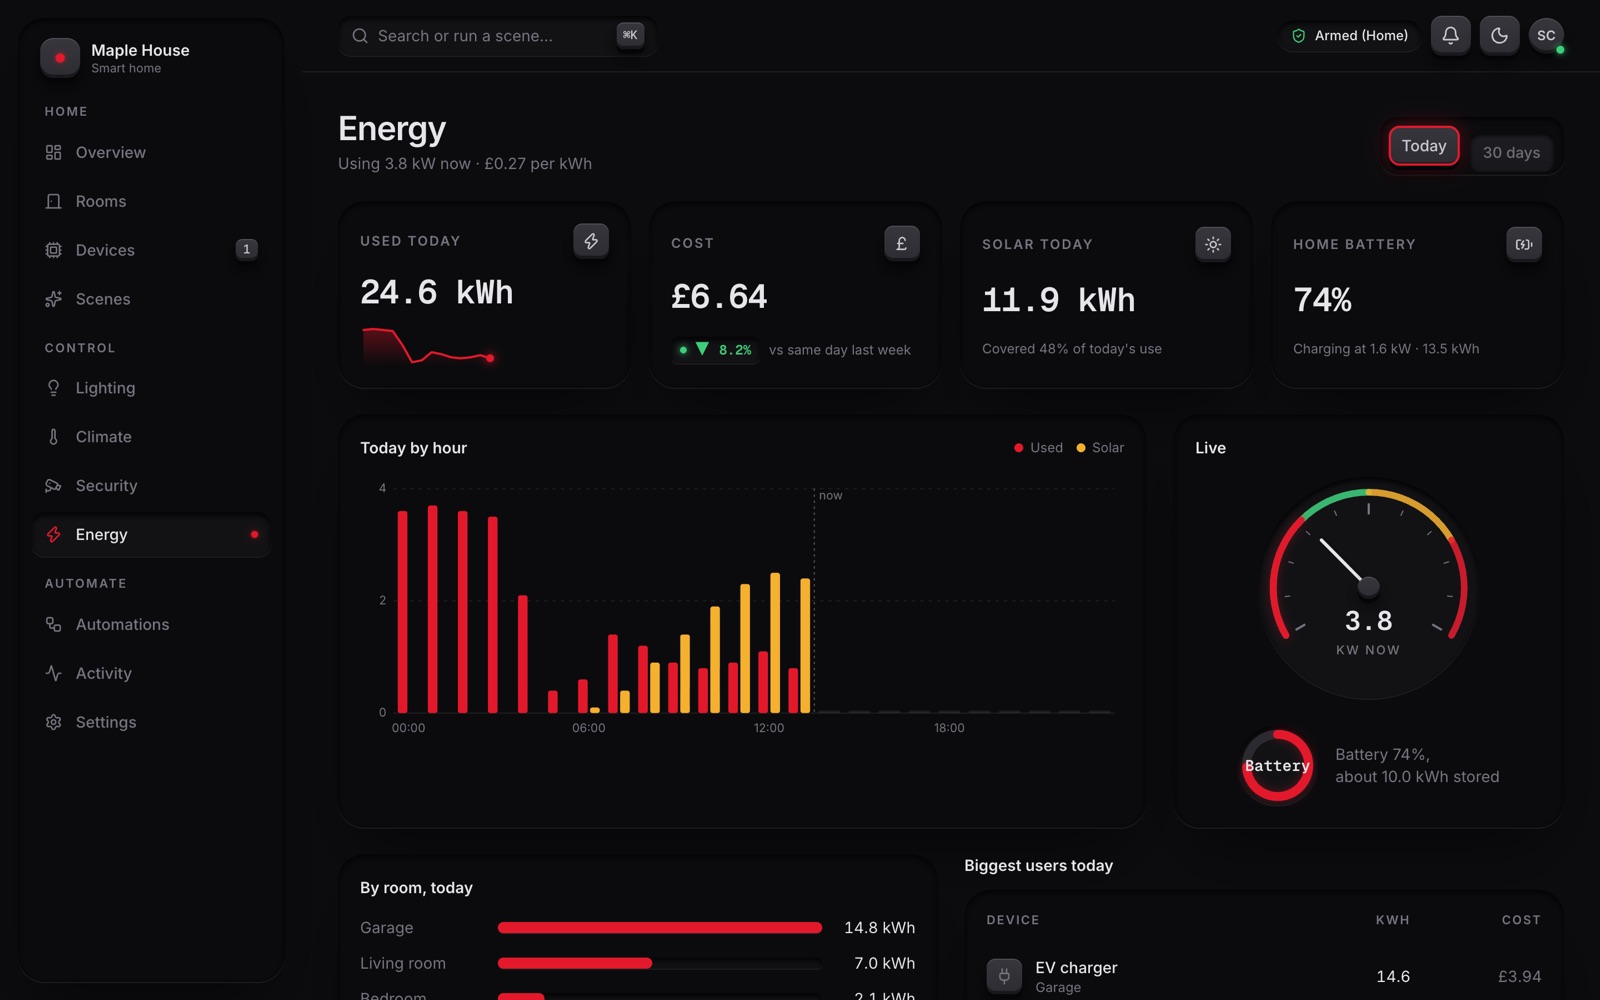 Maple House
Smart home
HOME
Overview
Rooms
Devices
1
Scenes
CONTROL
Lighting
Climate
Security
Energy
AUTOMATE
Automations
Activity
Settings
Search or run a scene...
⌘K
Armed (Home)
SC
Energy
Using 3.8 kW now · £0.27 per kWh
Today
30 days
USED TODAY
24.6 kWh
COST
£
£6.64
▼ 8.2% vs same day last week
SOLAR TODAY
11.9 kWh
Covered 48% of today's use
HOME BATTERY
74%
Charging at 1.6 kW · 13.5 kWh
Today by hour
Used
Solar
4
2
0
now
00:00
06:00
12:00
18:00
Live
3.8
KW NOW
Battery
Battery 74%,
about 10.0 kWh stored
By room, today
Garage 14.8 kWh
Living room 7.0 kWh
Bedroom 2.1 kWh
Biggest users today
DEVICE KWH COST
EV charger
Garage
14.6 £3.94